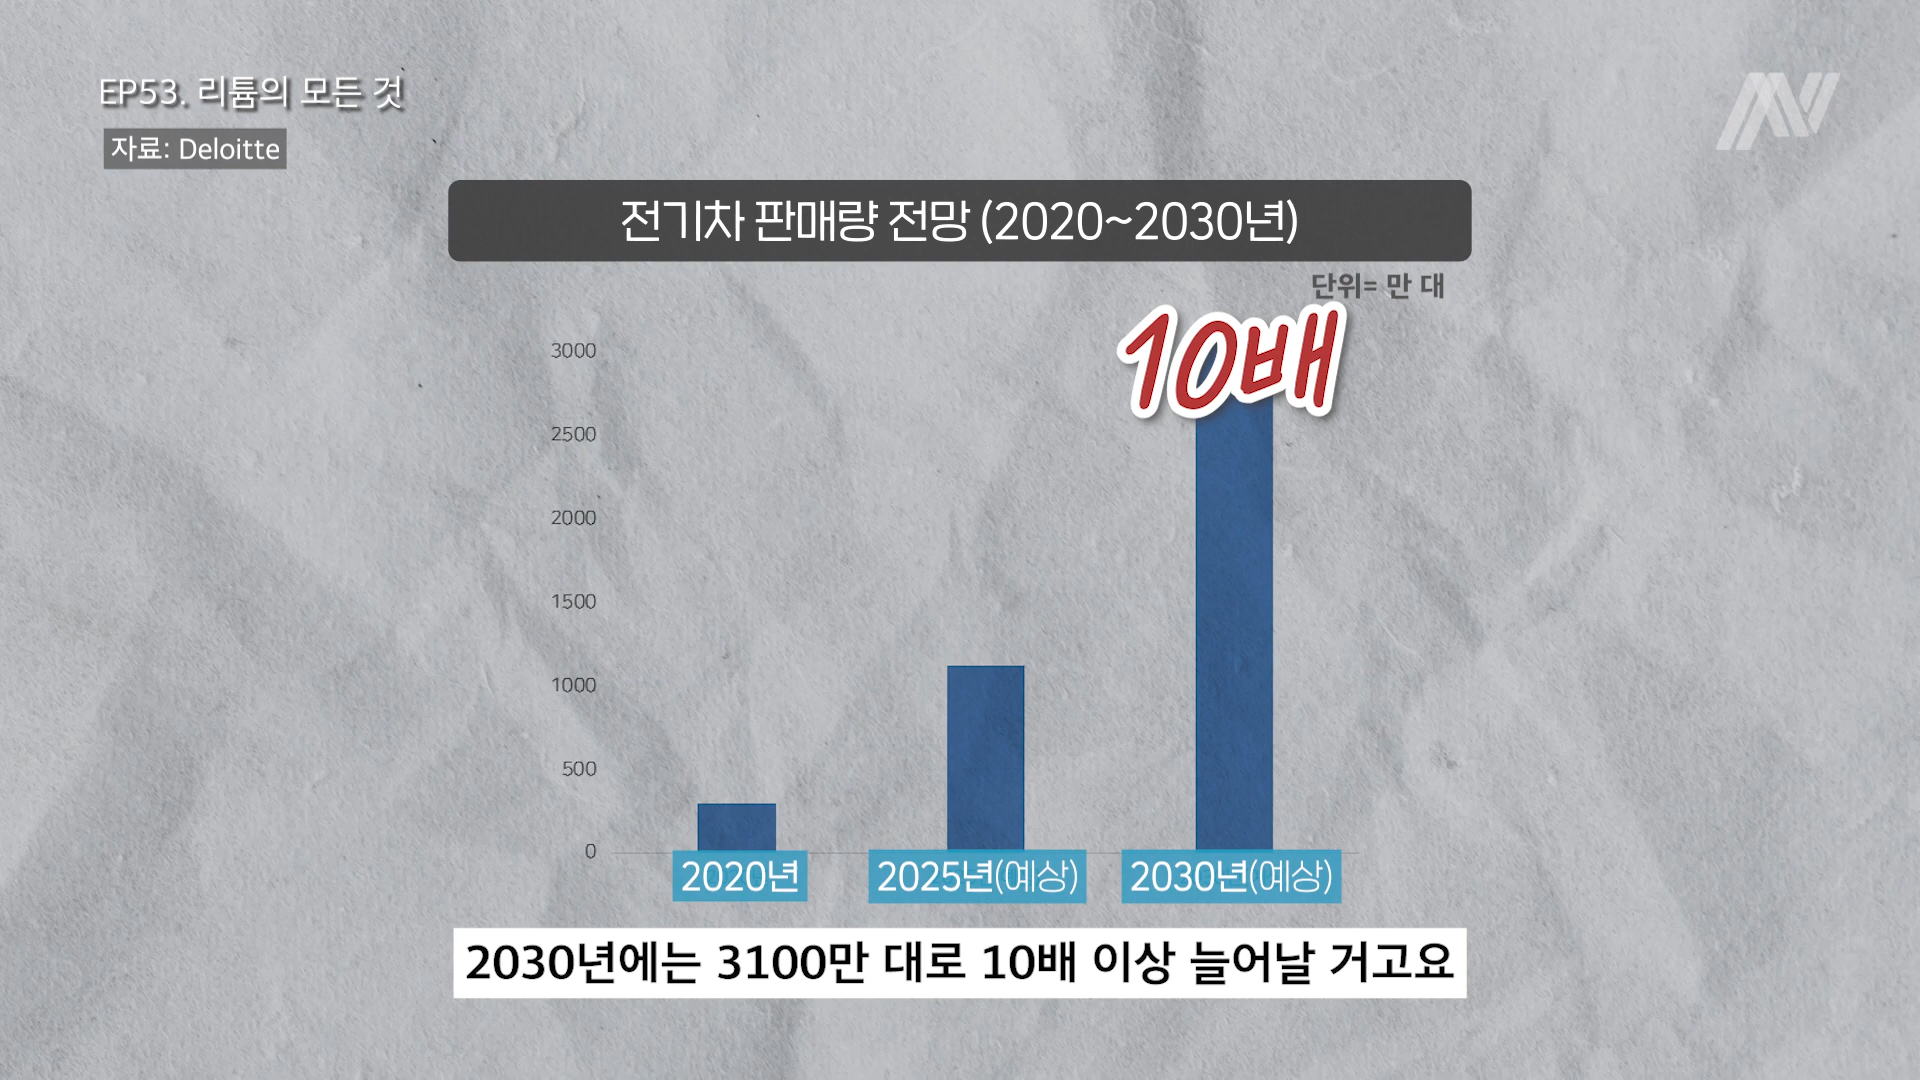 EP53. 리튬의 모든 것
자료: Deloitte
전기차 판매량 전망 (2020~2030년)
단위= 만 대
10배
3000
2500
2000
1500
1000
500
0
2020년
2025년(예상)
2030년(예상)
2030년에는 3100만 대로 10배 이상 늘어날 거고요